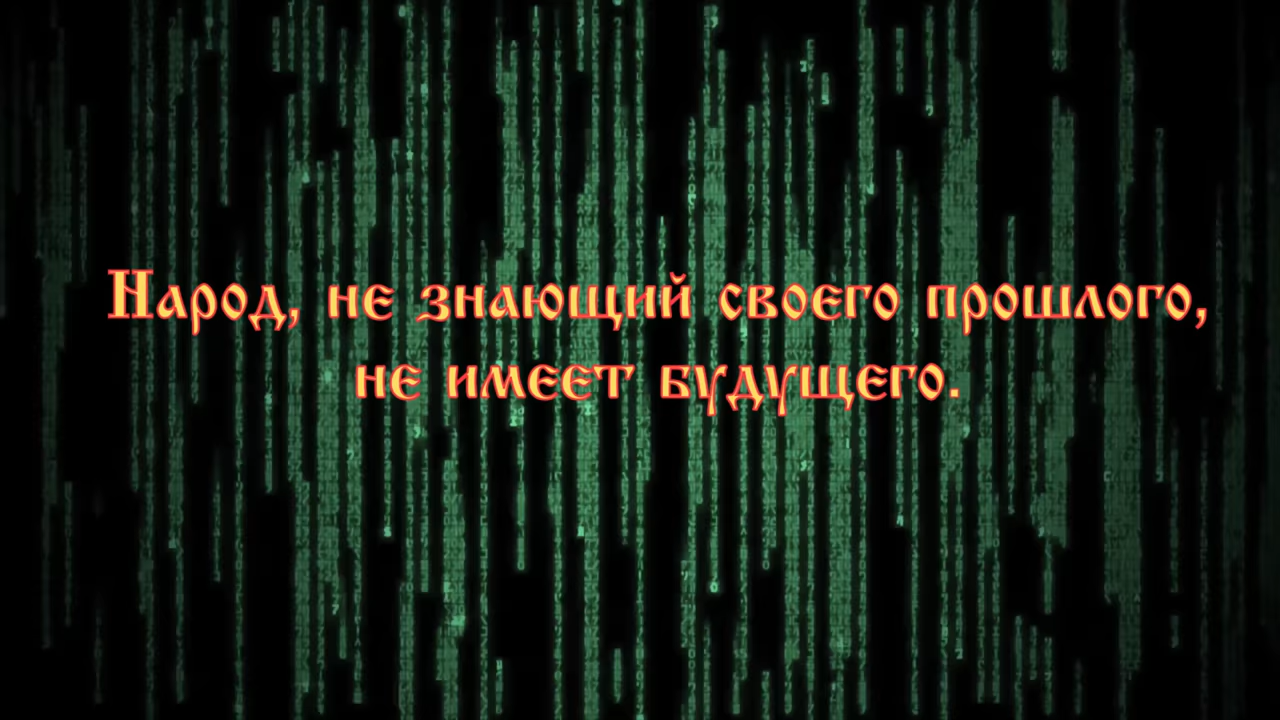 Народ, не знающий своего прошлого,
не имеет будущего.